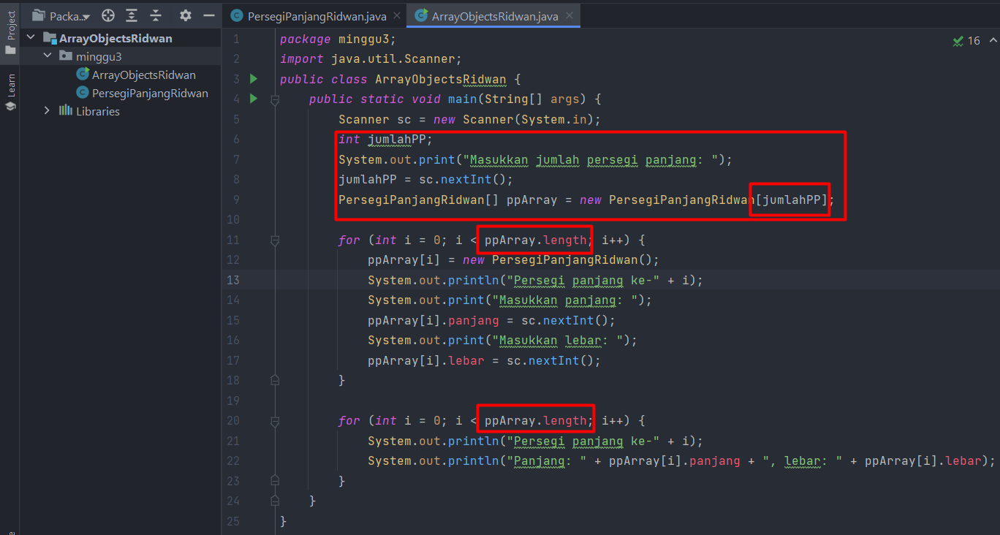 Project
Learn
Packa...
ArrayObjectsRidwan
minggu3
ArrayObjectsRidwan
PersegiPanjangRidwan
Libraries
PersegiPanjangRidwan.java
ArrayObjectsRidwan.java
16
1 package minggu3;
2 import java.util.Scanner;
3 public class ArrayObjectsRidwan {
4 public static void main(String[] args) {
5 Scanner sc = new Scanner(System.in);
6 int jumlahPP;
7 System.out.print("Masukkan jumlah persegi panjang: ");
8 jumlahPP = sc.nextInt();
9 PersegiPanjangRidwan[] ppArray = new PersegiPanjangRidwan[jumlahPP];
10
11 for (int i = 0; i < ppArray.length; i++) {
12 ppArray[i] = new PersegiPanjangRidwan();
13 System.out.println("Persegi panjang ke-" + i);
14 System.out.print("Masukkan panjang: ");
15 ppArray[i].panjang = sc.nextInt();
16 System.out.print("Masukkan lebar: ");
17 ppArray[i].lebar = sc.nextInt();
18 }
19
20 for (int i = 0; i < ppArray.length; i++) {
21 System.out.println("Persegi panjang ke-" + i);
22 System.out.println("Panjang: " + ppArray[i].panjang + ", lebar: " + ppArray[i].lebar);
23 }
24 }
25 }